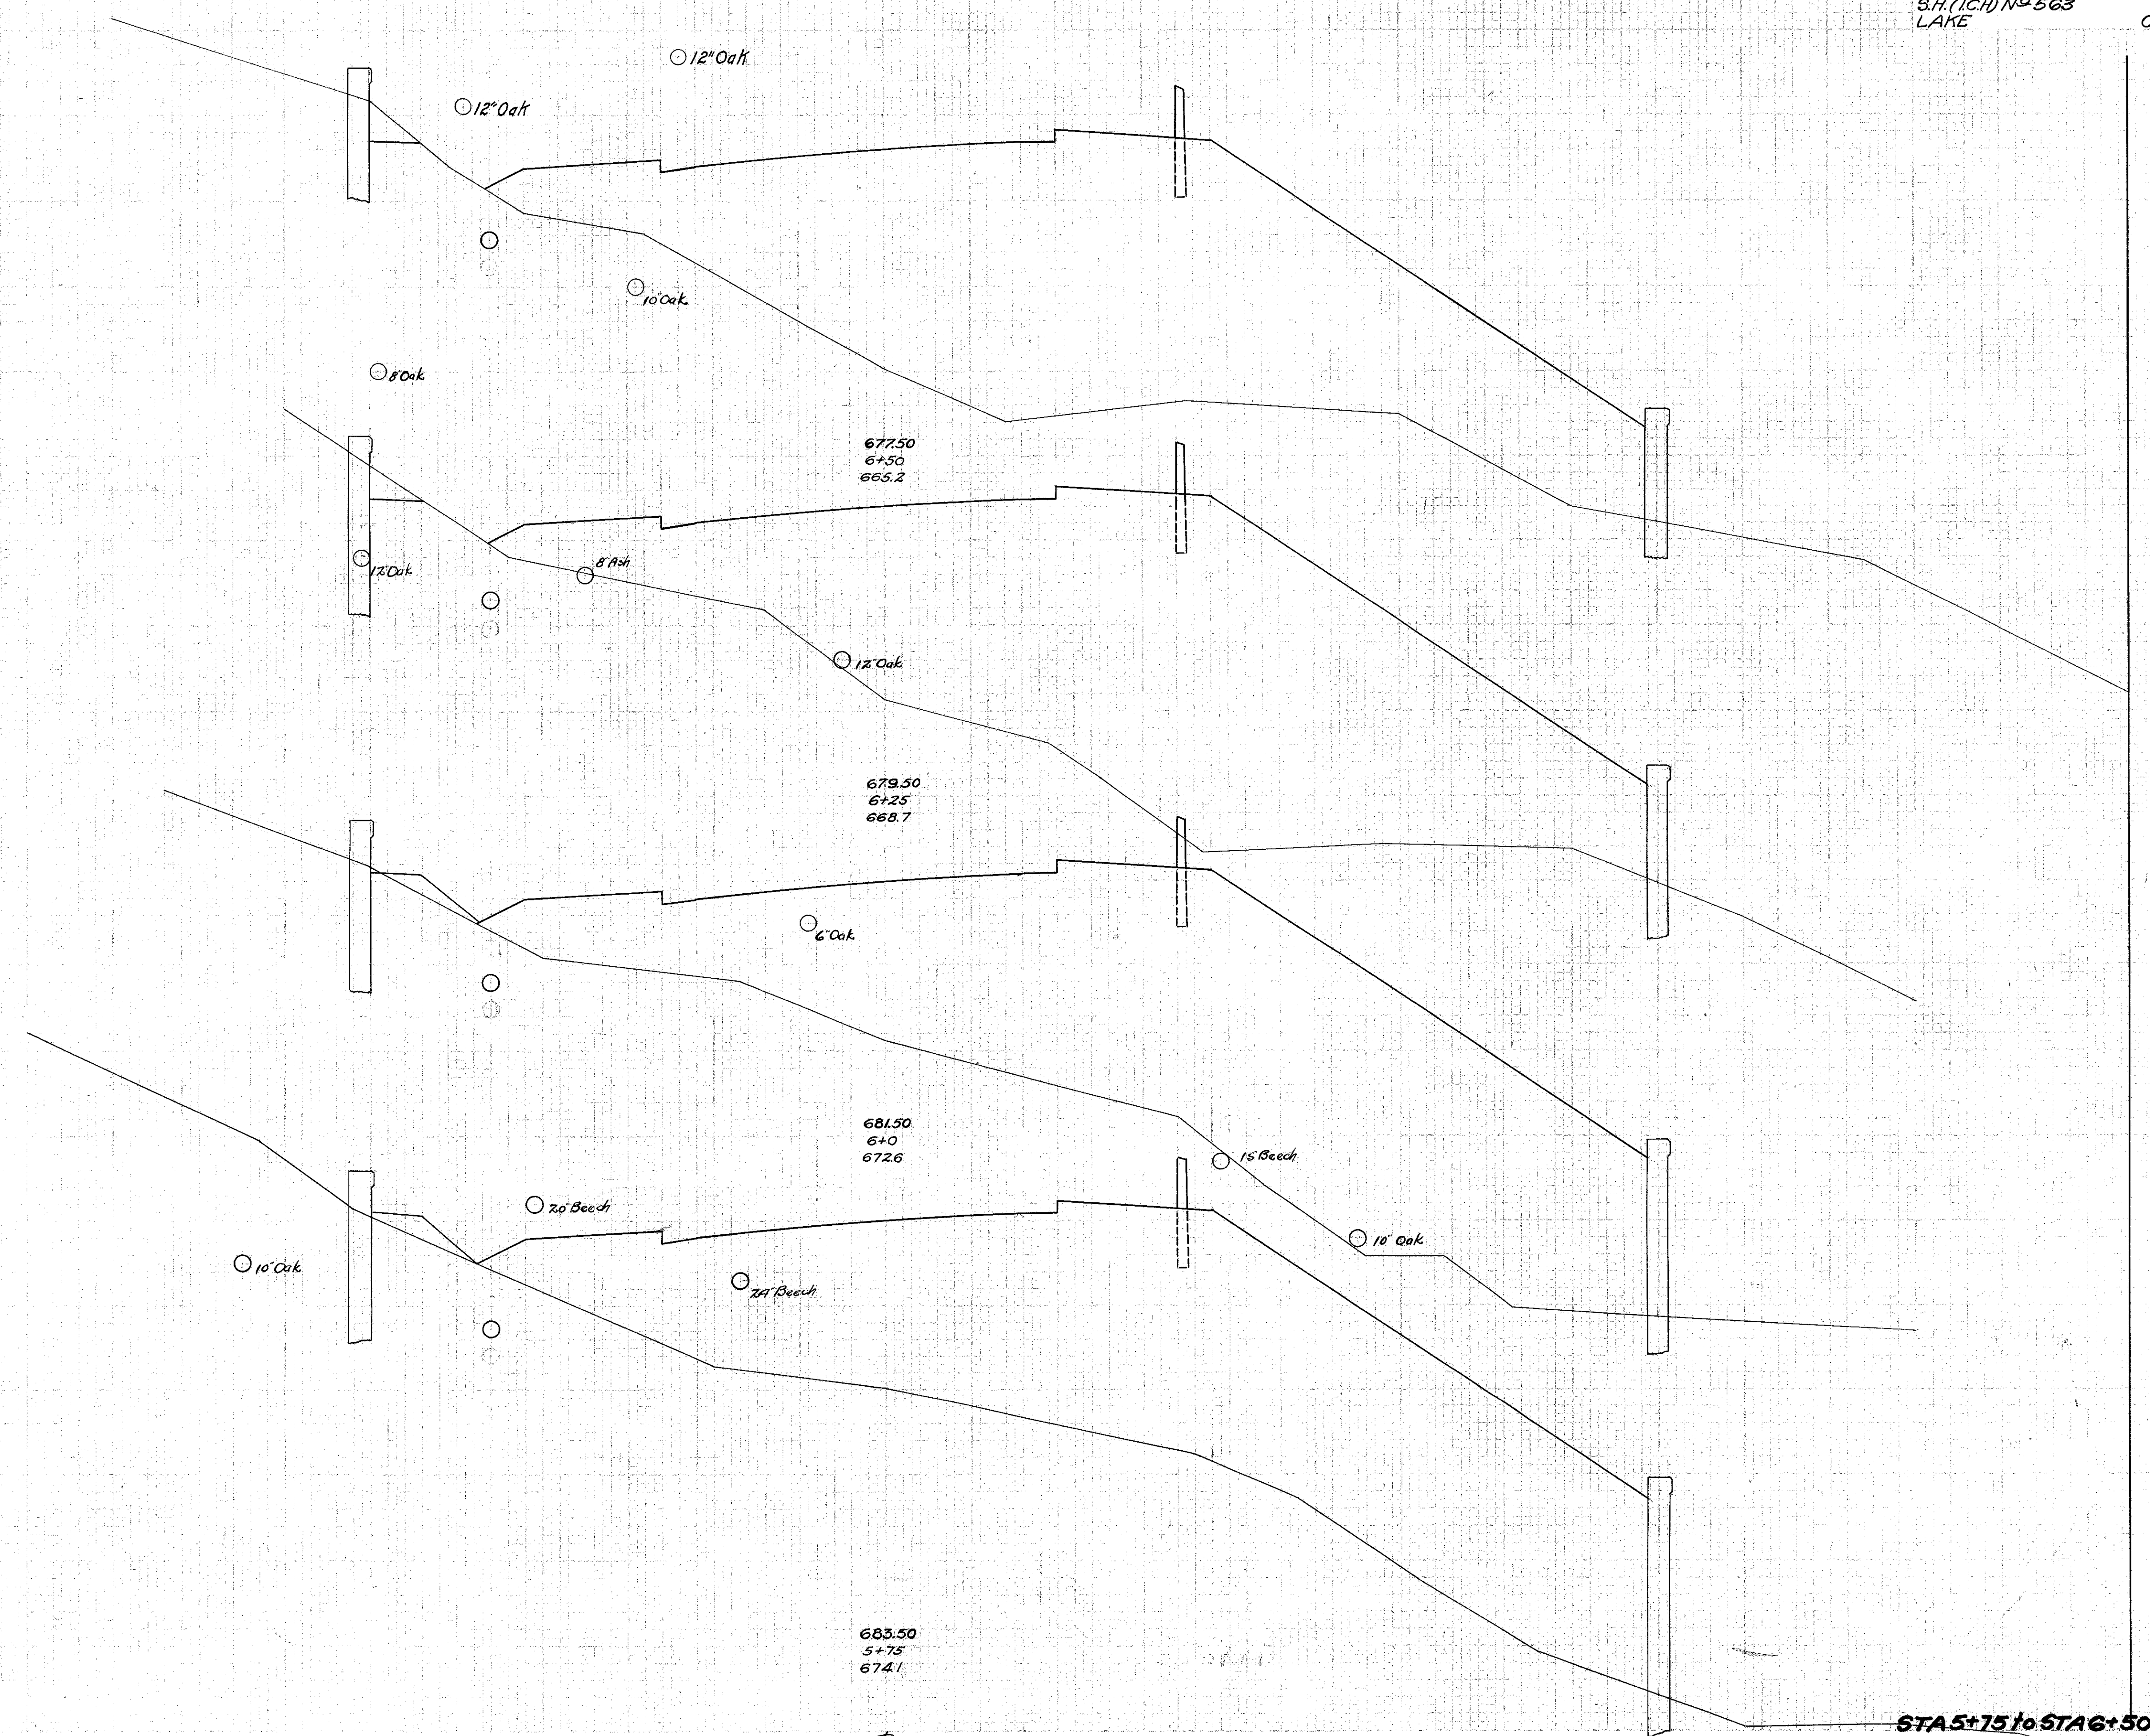 S.H. (I.C.H) No 563
LAKE
12" Oak
12" Oak
10" Oak
8" Oak
677.50
6+50
665.2
8" Ash
12" Oak
12" Oak
679.50
6+25
668.7
6" Oak
681.50
6+0
672.6
15" Beech
20" Beech
10" Oak
10" Oak
24" Beech
683.50
5+75
674.1
STA 5+75 to STA 6+50